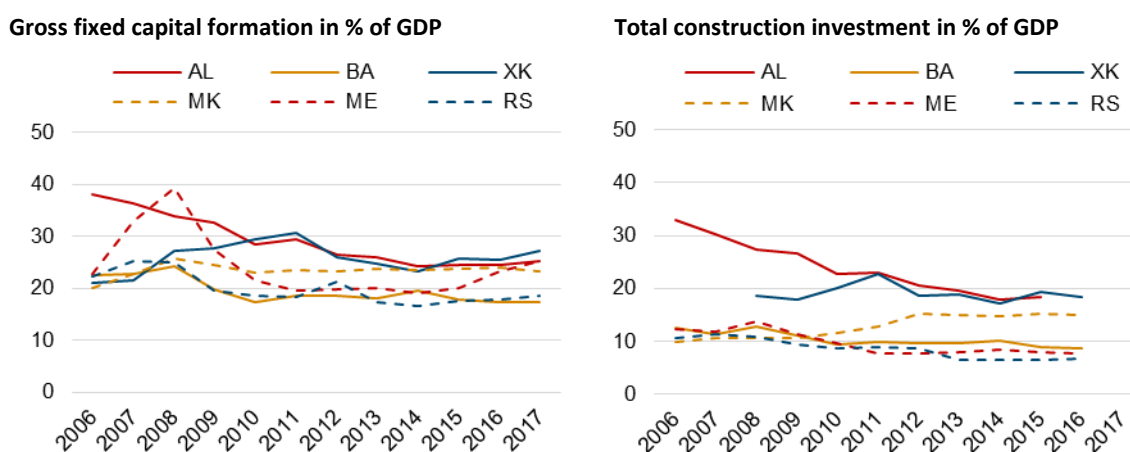 Gross fixed capital formation in % of GDP
AL BA XK
MK ME RS
50
40
30
20
10
0
2006 2007 2008 2009 2010 2011 2012 2013 2014 2015 2016 2017
Total construction investment in % of GDP
AL BA XK
MK ME RS
50
40
30
20
10
0
2006 2007 2008 2009 2010 2011 2012 2013 2014 2015 2016 2017